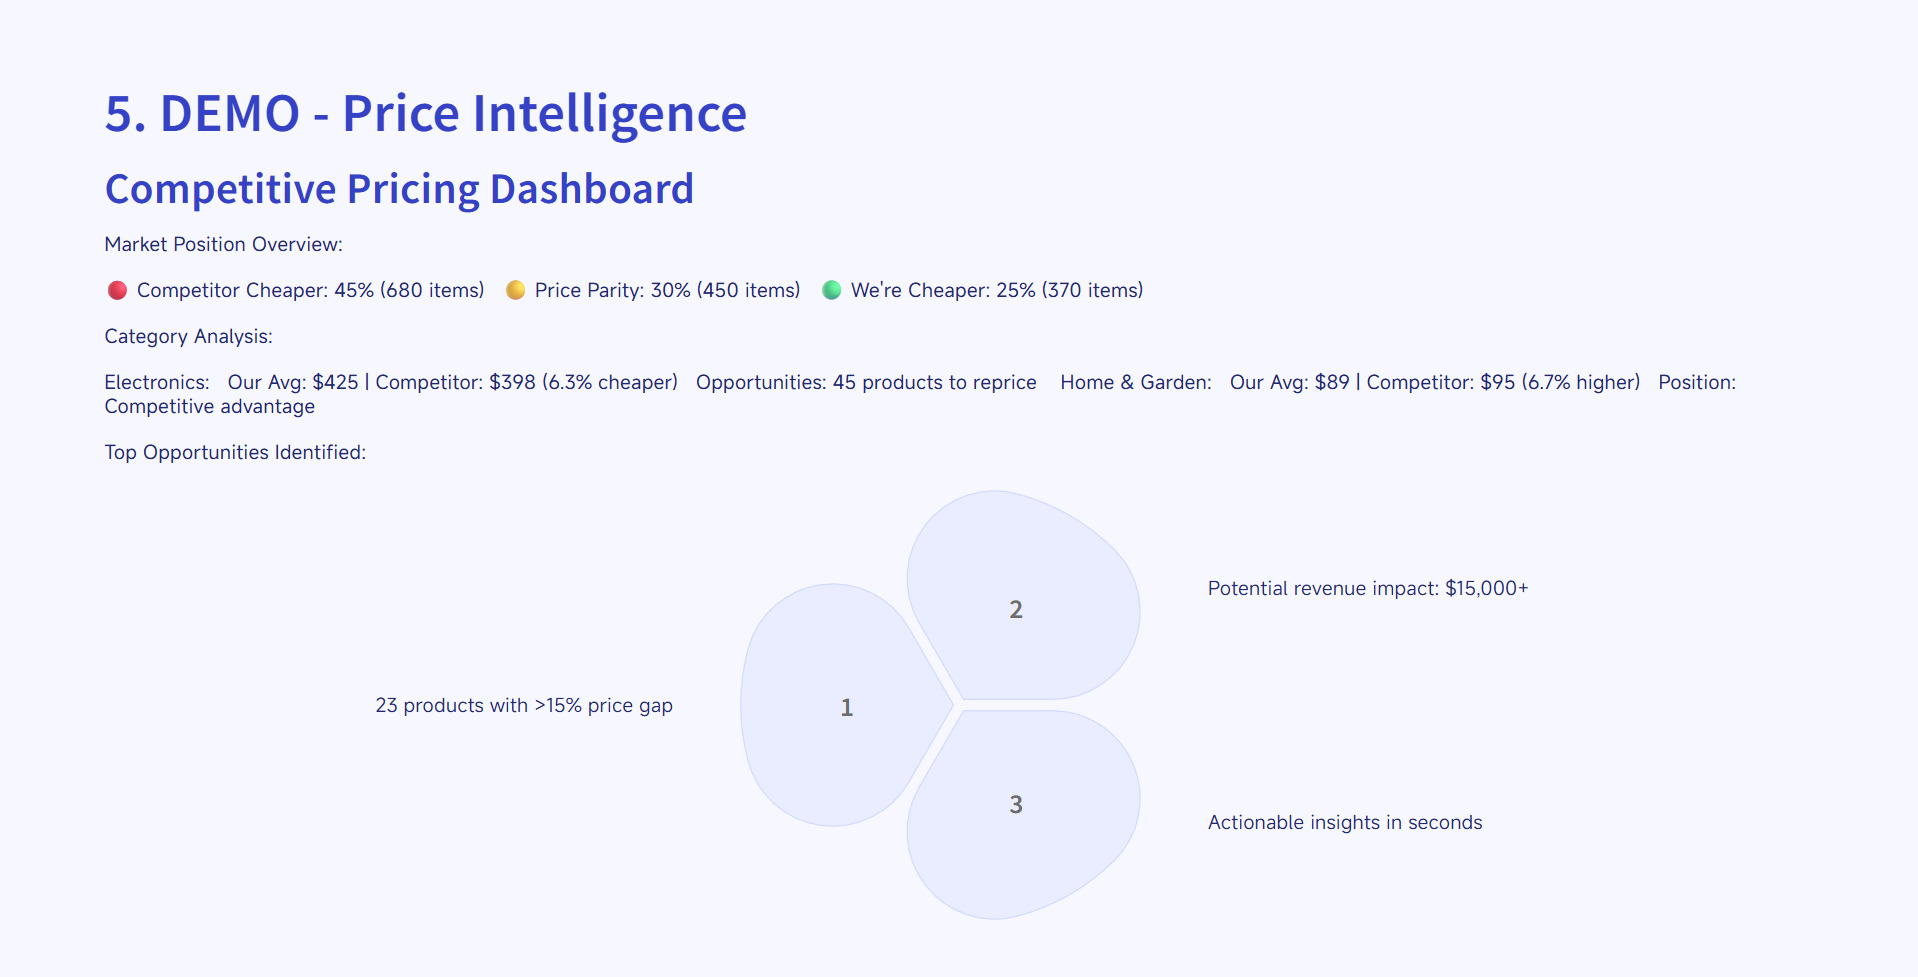 5. DEMO - Price Intelligence
Competitive Pricing Dashboard
Market Position Overview:
🔴 Competitor Cheaper: 45% (680 items) 🟡 Price Parity: 30% (450 items) 🟢 We're Cheaper: 25% (370 items)
Category Analysis:
Electronics: Our Avg: $425 | Competitor: $398 (6.3% cheaper) Opportunities: 45 products to reprice Home & Garden: Our Avg: $89 | Competitor: $95 (6.7% higher) Position:
Competitive advantage
Top Opportunities Identified:
1
23 products with >15% price gap
2
Potential revenue impact: $15,000+
3
Actionable insights in seconds